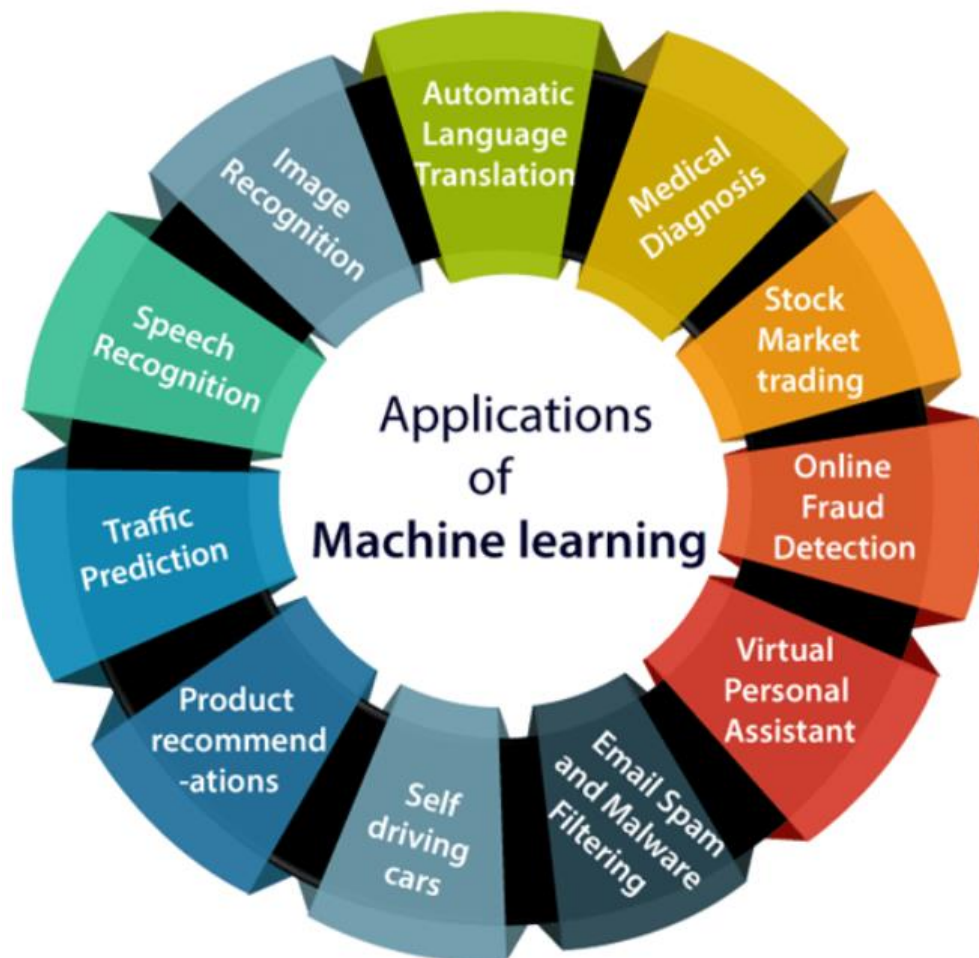 Applications
of
Machine learning
Automatic
Language
Translation
Medical
Diagnosis
Stock
Market
trading
Online
Fraud
Detection
Virtual
Personal
Assistant
Email Spam
and Malware
Filtering
Self
driving
cars
Product
recommend
-ations
Traffic
Prediction
Speech
Recognition
Image
Recognition